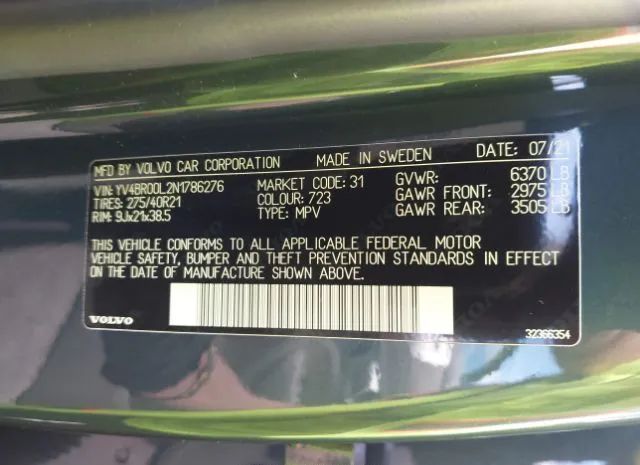 MFD BY VOLVO CAR CORPORATION MADE IN SWEDEN DATE: 07/21
VIN: YV4BR00L2N1786276 MARKET CODE: 31 GVWR: 6370 LB
TIRES: 275/40R21 COLOUR: 723 GAWR FRONT: 2975 LB
RIM: 9Jx21x38.5 TYPE: MPV GAWR REAR: 3505 LB
THIS VEHICLE CONFORMS TO ALL APPLICABLE FEDERAL MOTOR
VEHICLE SAFETY, BUMPER AND THEFT PREVENTION STANDARDS IN EFFECT
ON THE DATE OF MANUFACTURE SHOWN ABOVE.
VOLVO 32366354